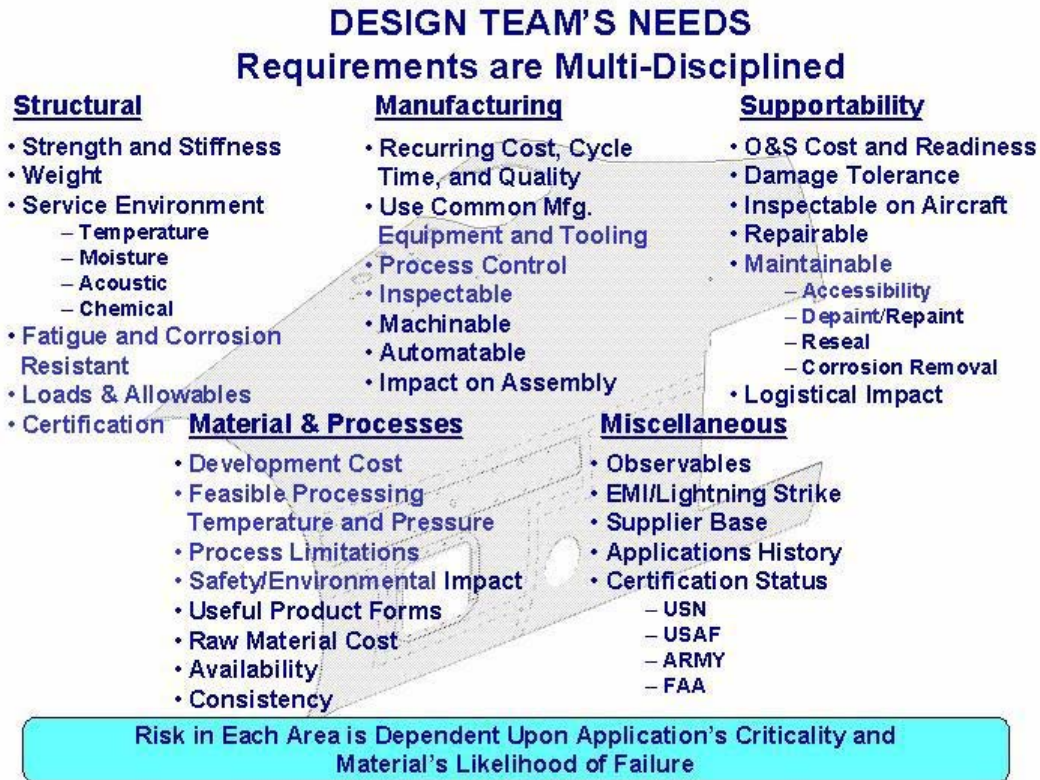 DESIGN TEAM'S NEEDS
Requirements are Multi-Disciplined
Structural
• Strength and Stiffness
• Weight
• Service Environment
– Temperature
– Moisture
– Acoustic
– Chemical
• Fatigue and Corrosion
Resistant
• Loads & Allowables
• Certification
Manufacturing
• Recurring Cost, Cycle
Time, and Quality
• Use Common Mfg.
Equipment and Tooling
• Process Control
• Inspectable
• Machinable
• Automatable
• Impact on Assembly
Supportability
• O&S Cost and Readiness
• Damage Tolerance
• Inspectable on Aircraft
• Repairable
• Maintainable
– Accessibility
– Depaint/Repaint
– Reseal
– Corrosion Removal
• Logistical Impact
Material & Processes
• Development Cost
• Feasible Processing
Temperature and Pressure
• Process Limitations
• Safety/Environmental Impact
• Useful Product Forms
• Raw Material Cost
• Availability
• Consistency
Miscellaneous
• Observables
• EMI/Lightning Strike
• Supplier Base
• Applications History
• Certification Status
– USN
– USAF
– ARMY
– FAA
Risk in Each Area is Dependent Upon Application's Criticality and
Material's Likelihood of Failure